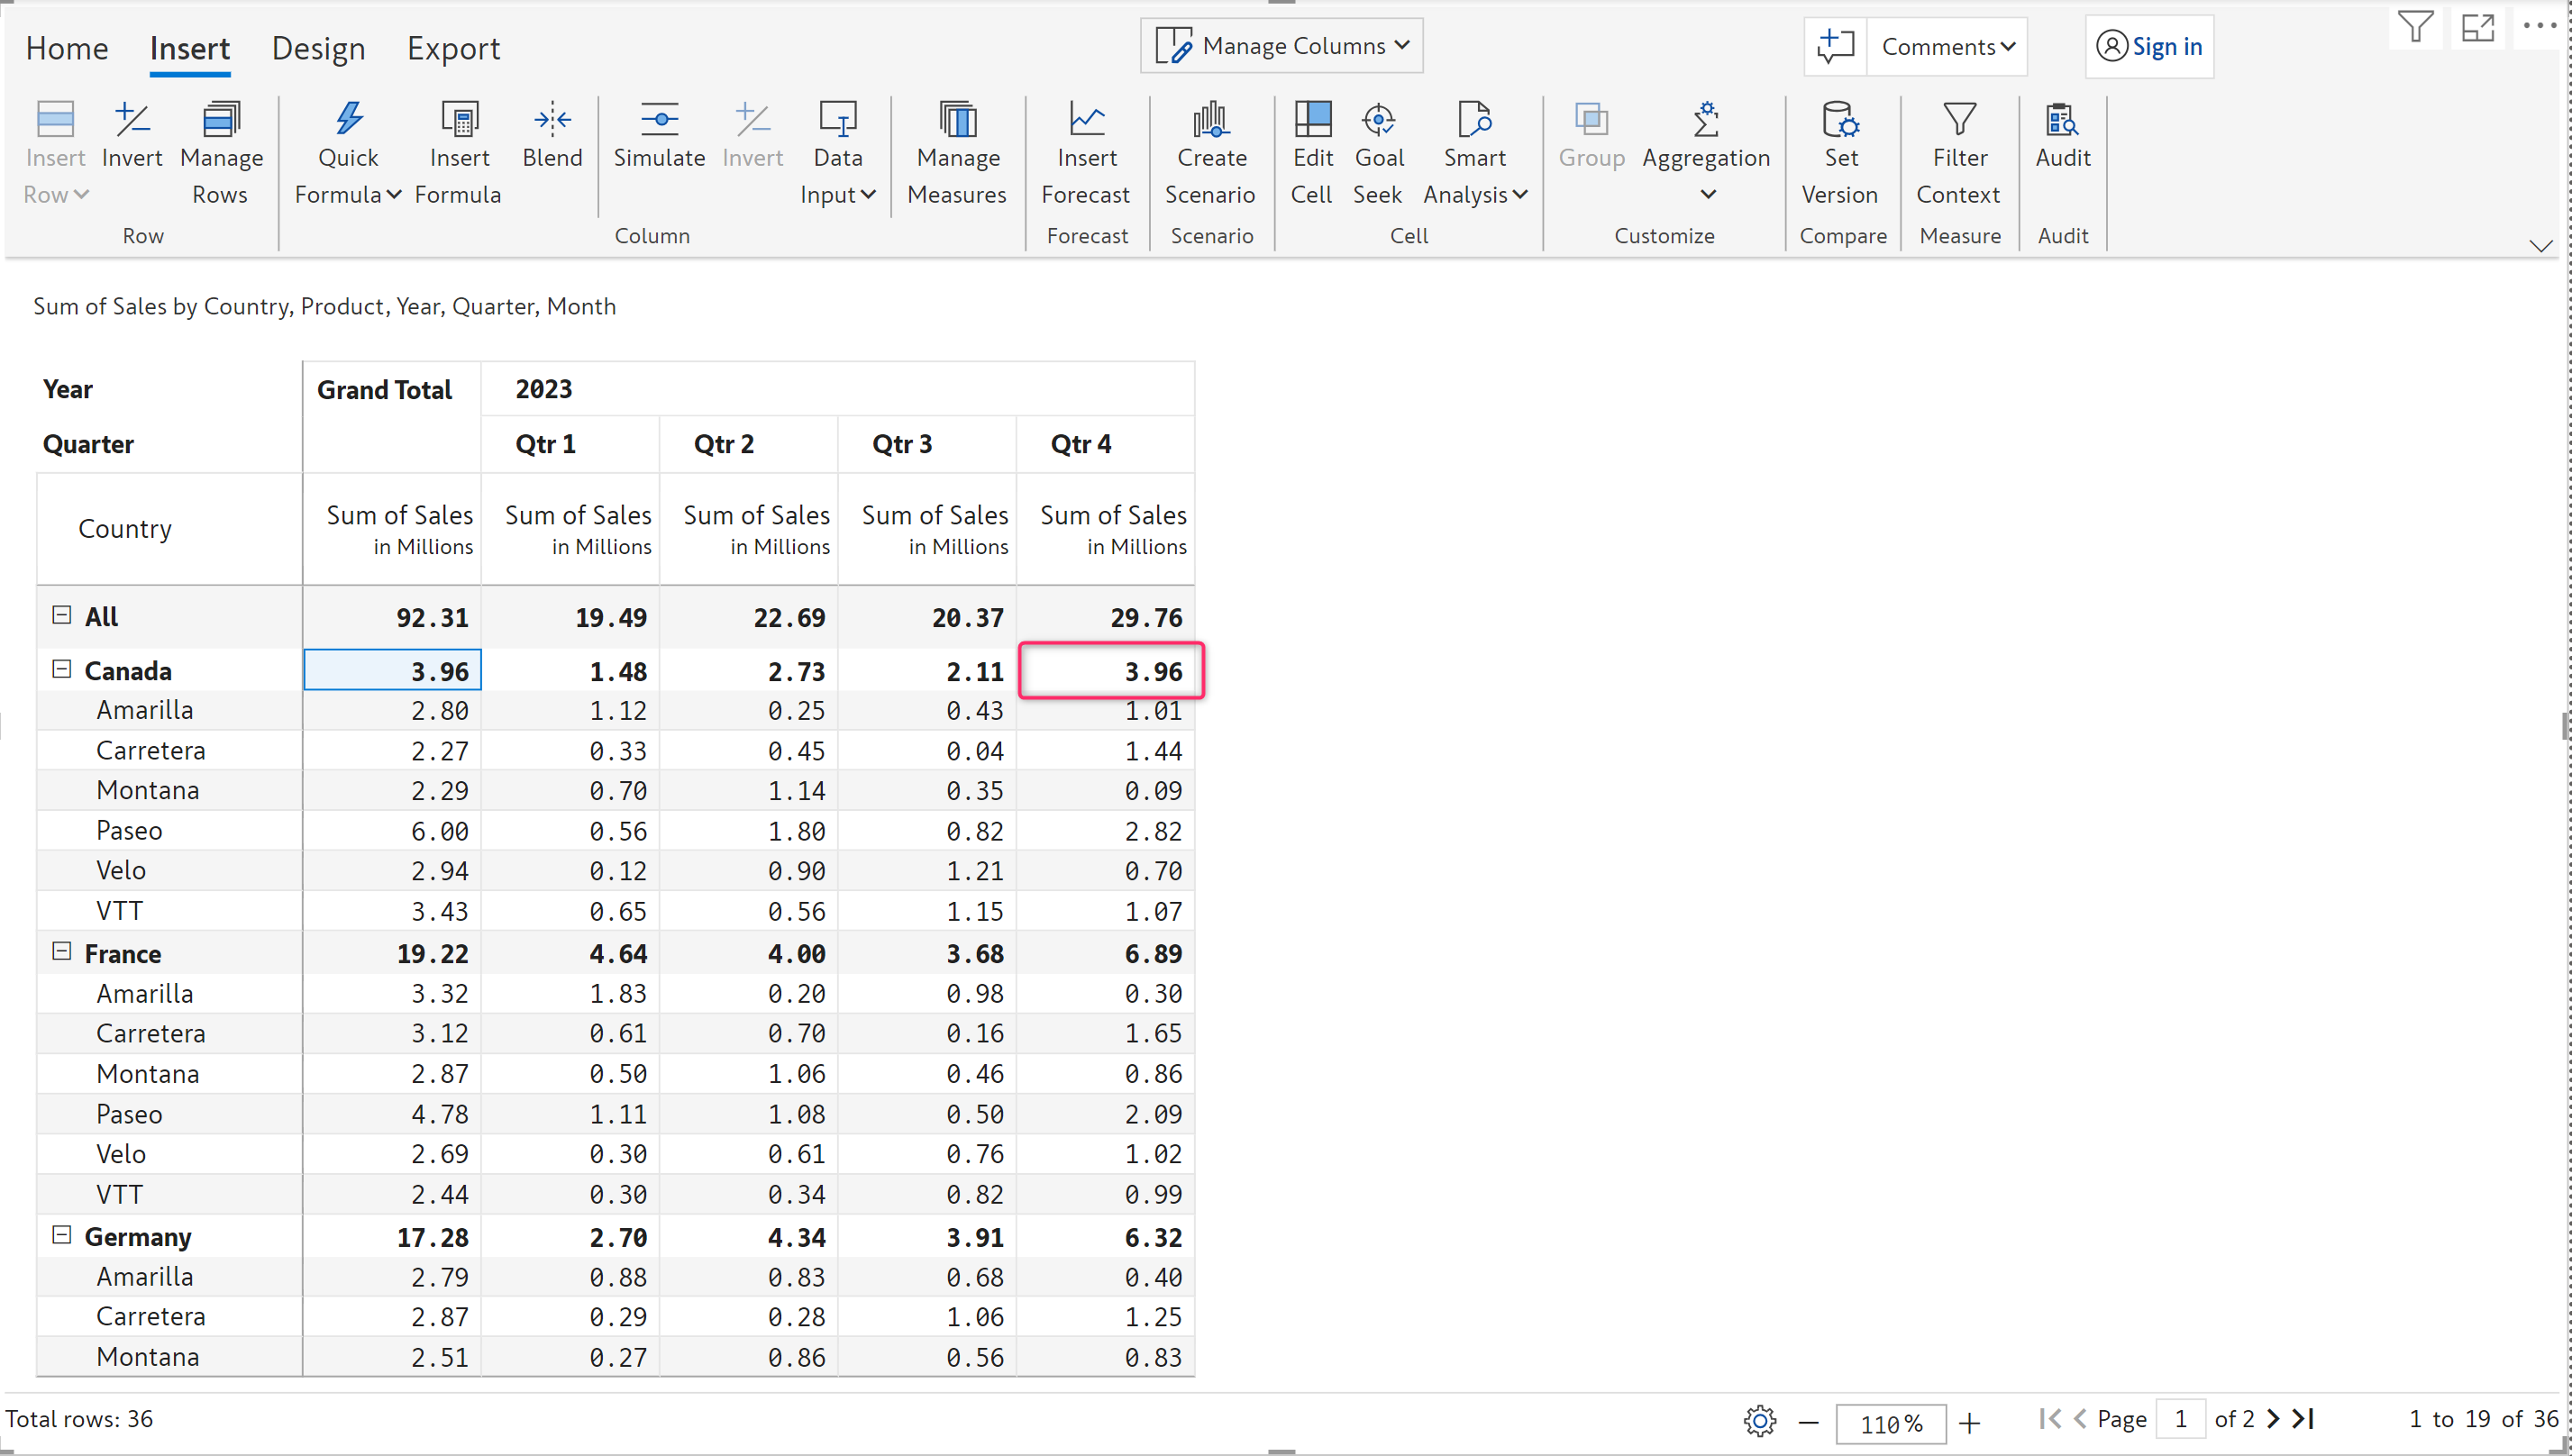 Home Insert Design Export Manage Columns Comments Sign in
Insert Row Invert Manage Rows Quick Formula Insert Formula Blend Simulate Invert Data Input Manage Measures Insert Forecast Create Scenario Edit Cell Goal Seek Smart Analysis Group Aggregation Set Version Filter Context Audit
Row Column Forecast Scenario Cell Customize Compare Measure Audit
Sum of Sales by Country, Product, Year, Quarter, Month
Year Grand Total 2023
Quarter Qtr 1 Qtr 2 Qtr 3 Qtr 4
Country Sum of Sales Sum of Sales Sum of Sales Sum of Sales Sum of Sales
in Millions in Millions in Millions in Millions in Millions
All 92.31 19.49 22.69 20.37 29.76
Canada 3.96 1.48 2.73 2.11 3.96
Amarilla 2.80 1.12 0.25 0.43 1.01
Carretera 2.27 0.33 0.45 0.04 1.44
Montana 2.29 0.70 1.14 0.35 0.09
Paseo 6.00 0.56 1.80 0.82 2.82
Velo 2.94 0.12 0.90 1.21 0.70
VTT 3.43 0.65 0.56 1.15 1.07
France 19.22 4.64 4.00 3.68 6.89
Amarilla 3.32 1.83 0.20 0.98 0.30
Carretera 3.12 0.61 0.70 0.16 1.65
Montana 2.87 0.50 1.06 0.46 0.86
Paseo 4.78 1.11 1.08 0.50 2.09
Velo 2.69 0.30 0.61 0.76 1.02
VTT 2.44 0.30 0.34 0.82 0.99
Germany 17.28 2.70 4.34 3.91 6.32
Amarilla 2.79 0.88 0.83 0.68 0.40
Carretera 2.87 0.29 0.28 1.06 1.25
Montana 2.51 0.27 0.86 0.56 0.83
Total rows: 36 110% Page 1 of 2 1 to 19 of 36